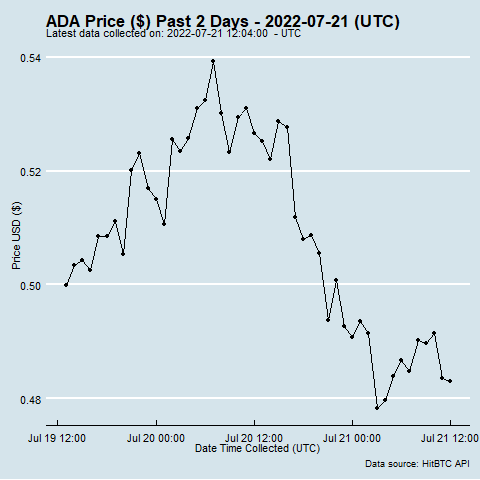 ADA Price ($) Past 2 Days - 2022-07-21 (UTC)
Latest data collected on: 2022-07-21 12:04:00  - UTC
0.54
0.52
0.50
0.48
Price USD ($)
Jul 19 12:00
Jul 20 00:00
Jul 20 12:00
Jul 21 00:00
Jul 21 12:00
Date Time Collected (UTC)
Data source: HitBTC API